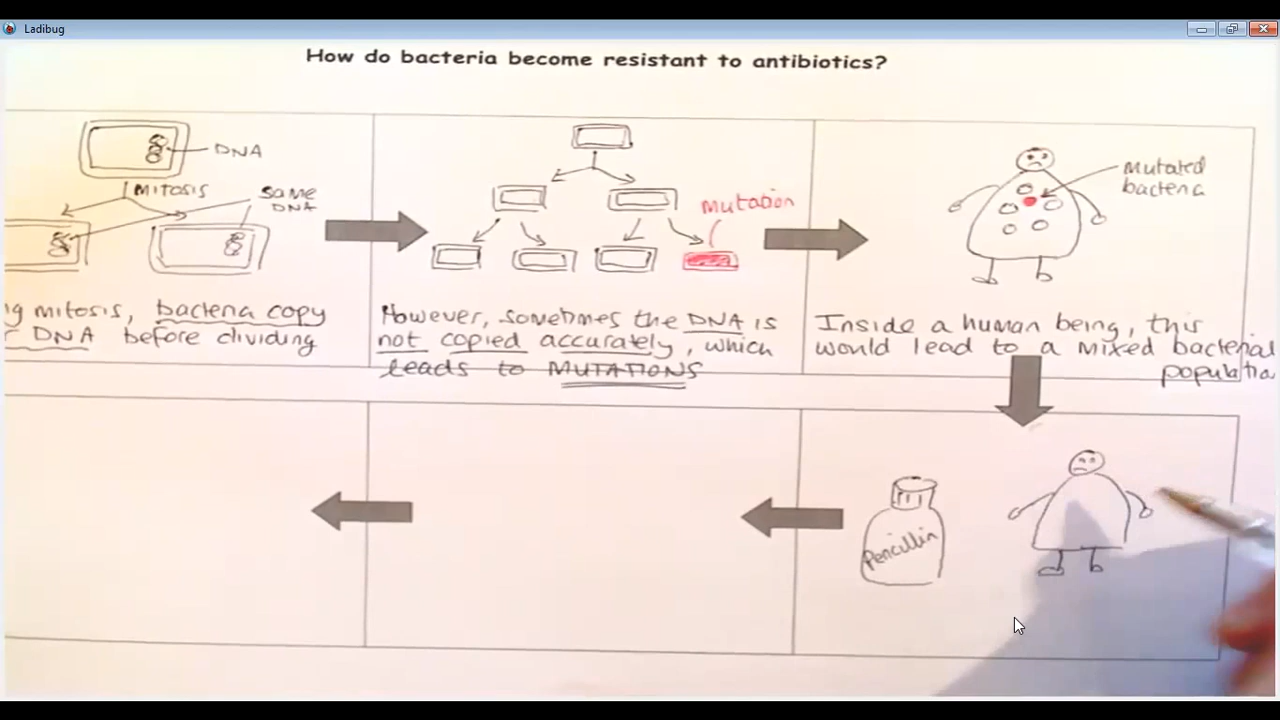 Ladibug
How do bacteria become resistant to antibiotics?
DNA
MITOSIS
SAME
DNA
g mitosis, bacteria copy
r DNA before dividing
Mutation
However, sometimes the DNA is
not copied accurately, which
leads to MUTATIONS
Mutated
bacteria
Inside a human being, this
would lead to a mixed bacterial
populatio
Penicillin